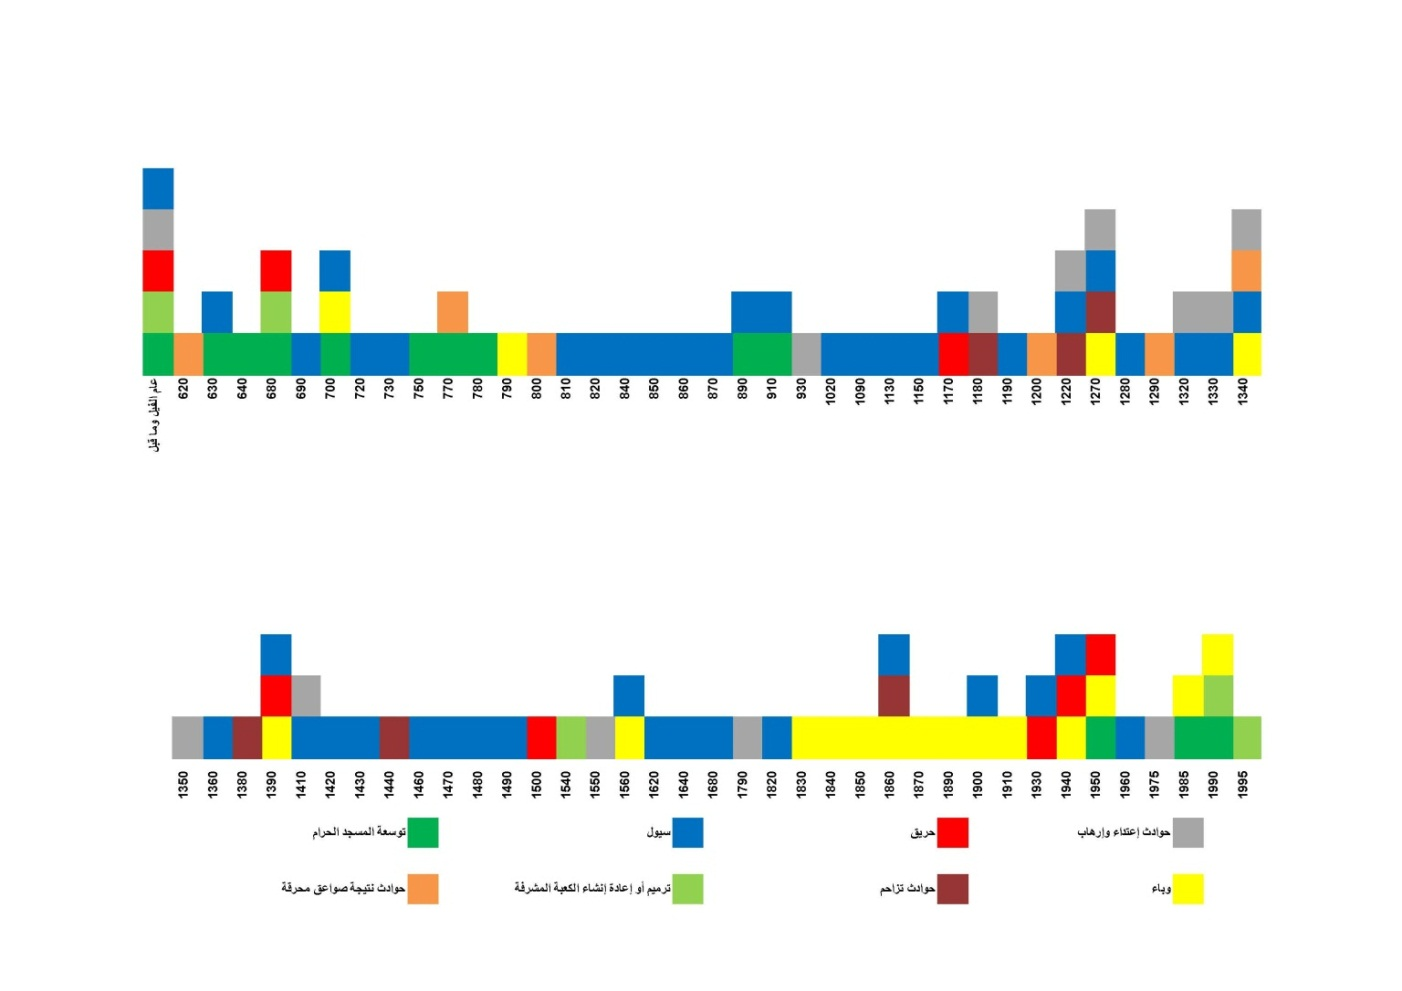 عام الفيل وما قبل 620 630 640 680 690 700 720 730 750 770 780 790 800 810 820 840 850 860 870 890 910 930 1020 1090 1130 1150 1170 1180 1190 1200 1220 1270 1280 1290 1320 1330 1340
1350 1360 1380 1390 1410 1420 1430 1440 1460 1470 1480 1490 1500 1540 1550 1560 1620 1640 1680 1790 1820 1830 1840 1850 1860 1870 1890 1900 1910 1930 1940 1950 1960 1975 1985 1990 1995
حوادث إعتداء وإرهاب
حريق
سيول
توسعة المسجد الحرام
وباء
حوادث تزاحم
ترميم أو إعادة إنشاء الكعبة المشرفة
حوادث نتيجة صواعق محرقة